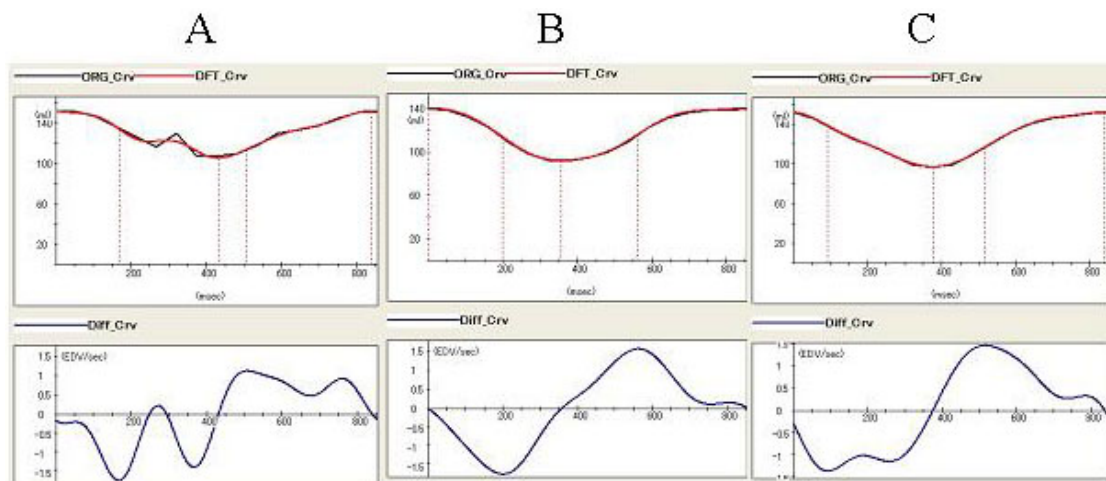 A B C
ORG_Crv DFT_Crv ORG_Crv DFT_Crv ORG_Crv DFT_Crv
(ml) 140 100 60 20 200 400 600 800 (msec)
140 (ml) 100 60 20 200 400 600 800 (msec)
(ml) 140 100 60 20 200 400 600 800 (msec)
Diff_Crv Diff_Crv Diff_Crv
(EDV/sec) 1.5 1 0.5 0 -0.5 -1 -1.5 200 400 600 800
(EDV/sec) 1.5 1 0.5 0 -0.5 -1 -1.5 200 400 600 800
(EDV/sec) 1.5 1 0.5 0 -0.5 -1 200 400 600 800